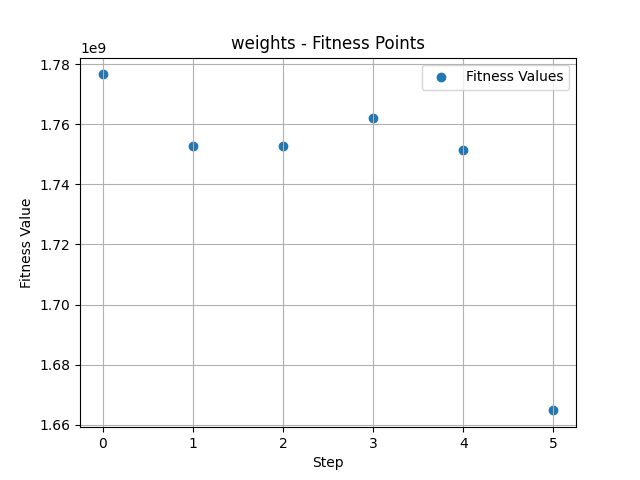 weights - Fitness Points
1e9
1.78
1.76
1.74
1.72
1.70
1.68
1.66
Fitness Value
Fitness Values
0 1 2 3 4 5
Step